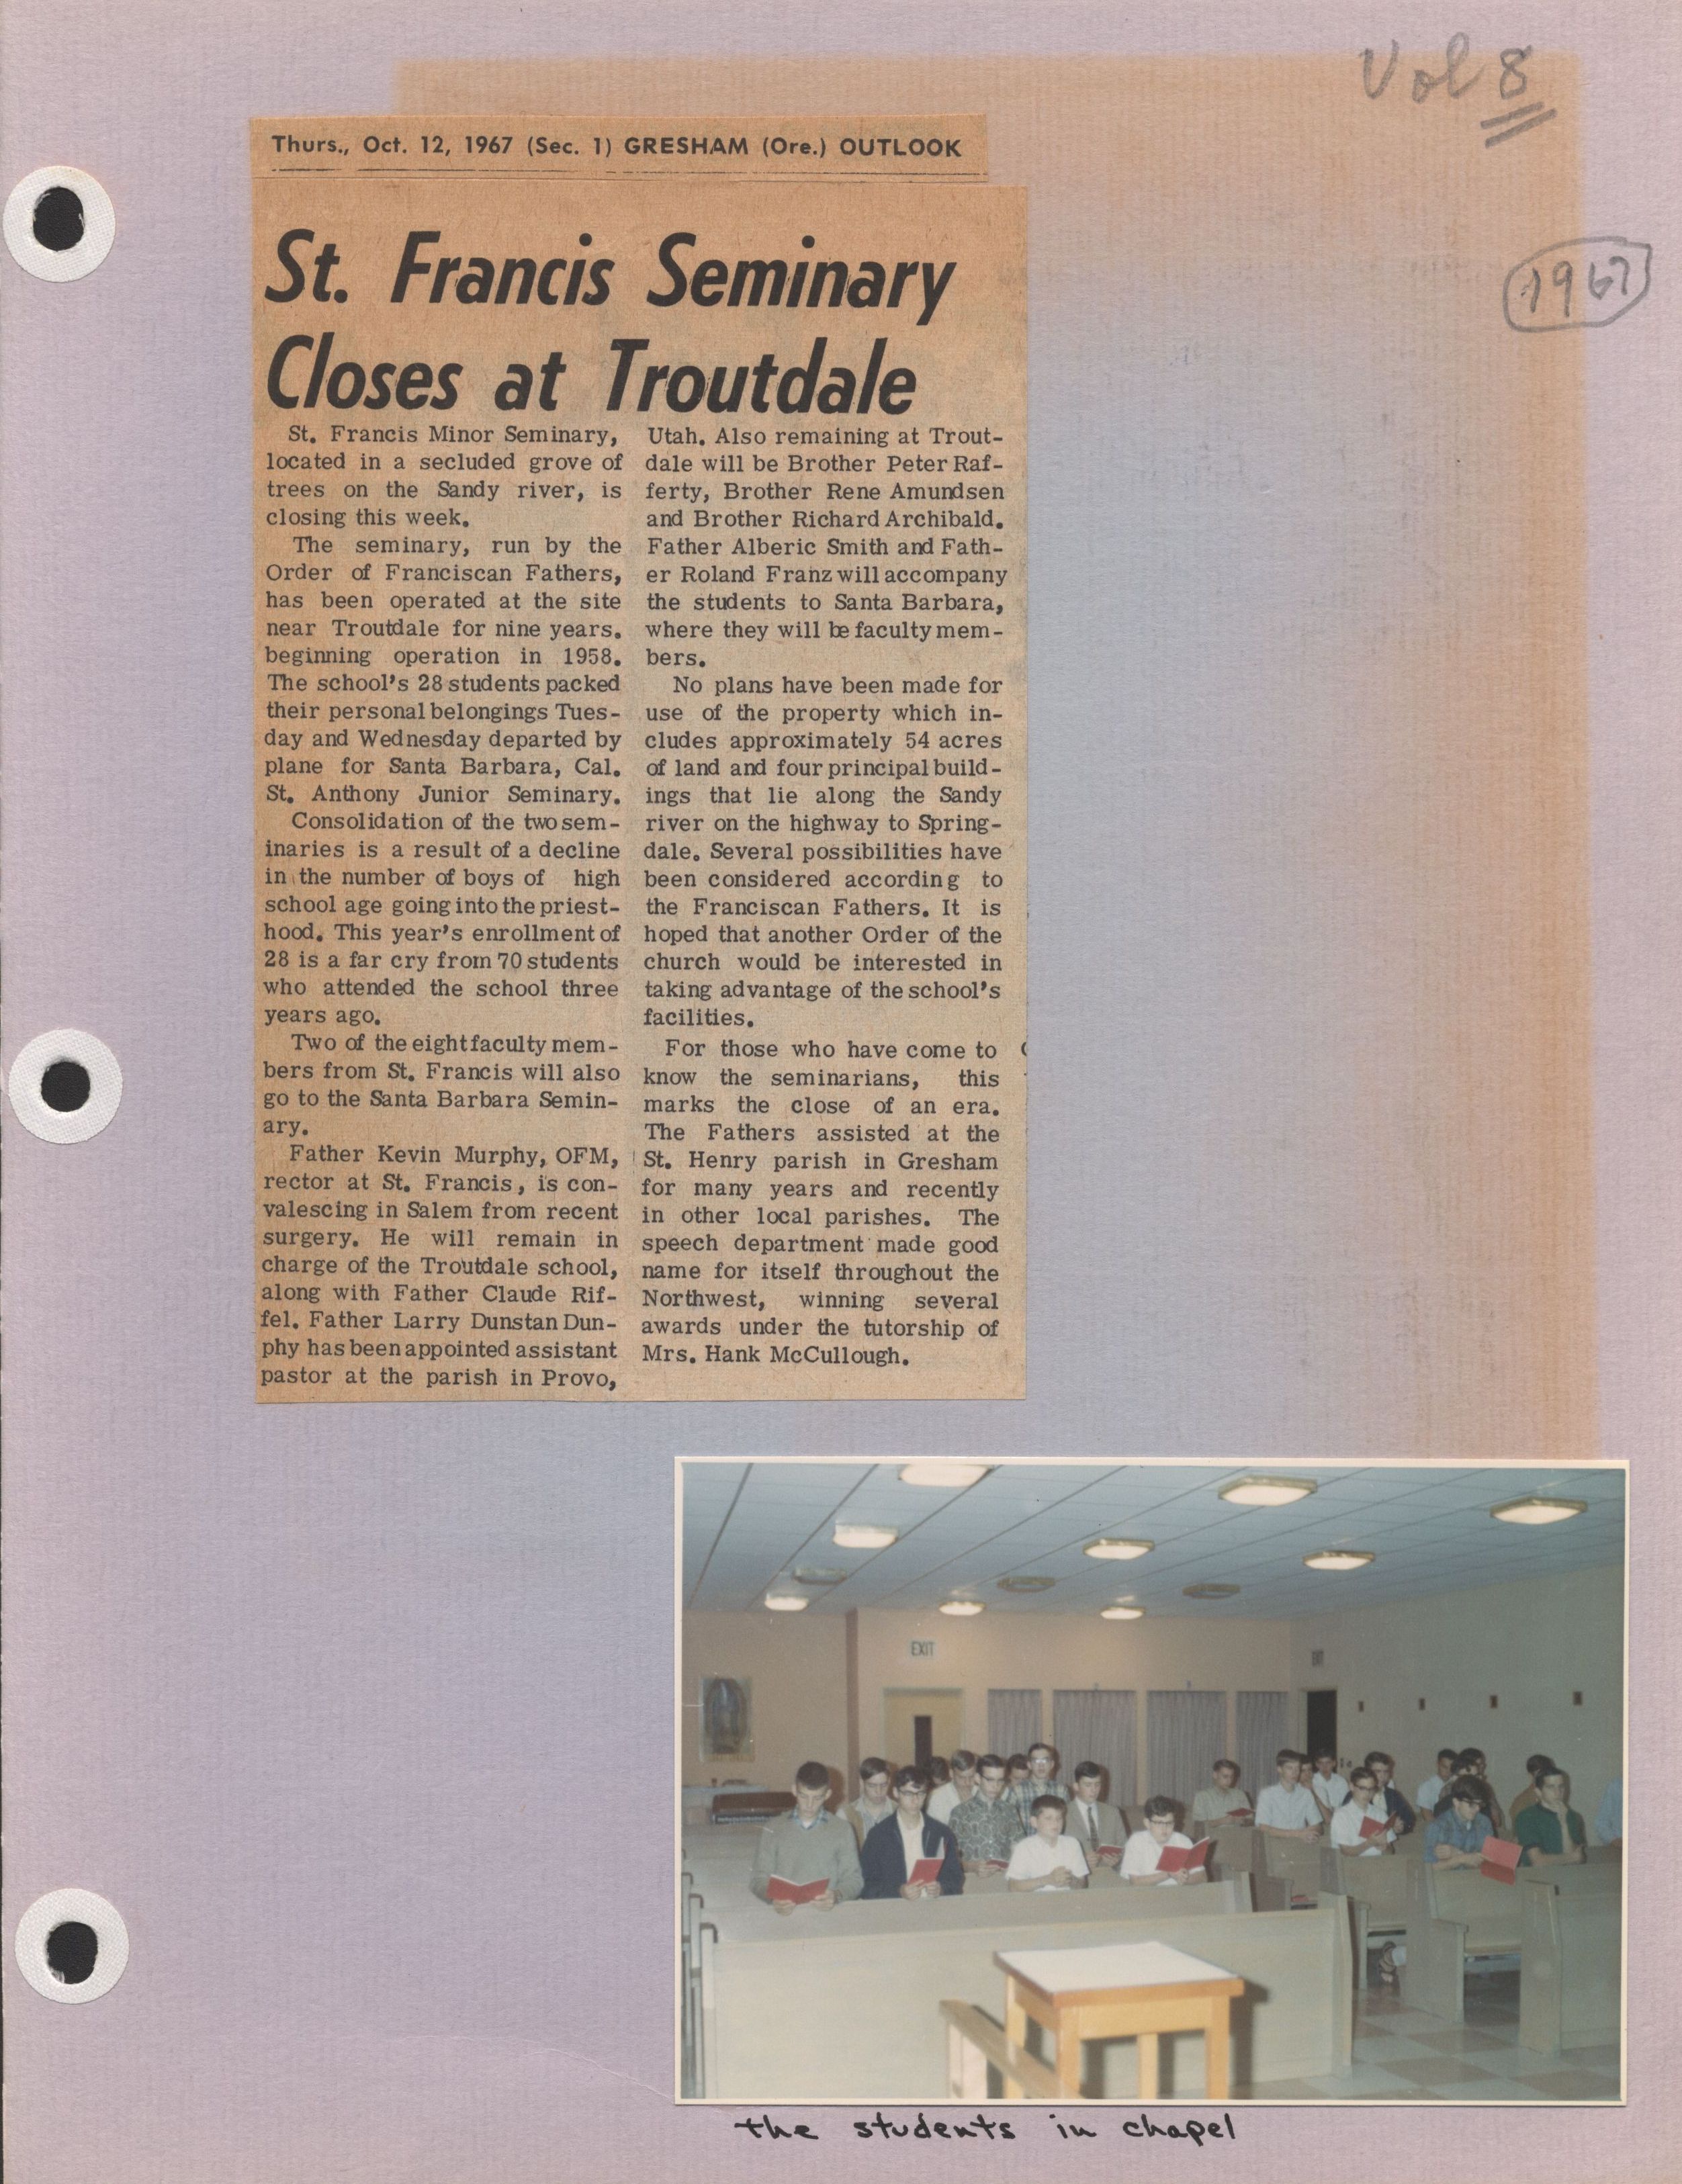 Vol 8
1967
Thurs., Oct. 12, 1967 (Sec. 1) GRESHAM (Ore.) OUTLOOK
St. Francis Seminary
Closes at Troutdale
St. Francis Minor Seminary,
located in a secluded grove of
trees on the Sandy river, is
closing this week.
The seminary, run by the
Order of Franciscan Fathers,
has been operated at the site
near Troutdale for nine years.
beginning operation in 1958.
The school's 28 students packed
their personal belongings Tues-
day and Wednesday departed by
plane for Santa Barbara, Cal.
St. Anthony Junior Seminary.
Consolidation of the two sem-
inaries is a result of a decline
in the number of boys of high
school age going into the priest-
hood. This year's enrollment of
28 is a far cry from 70 students
who attended the school three
years ago.
Two of the eight faculty mem-
bers from St. Francis will also
go to the Santa Barbara Semin-
ary.
Father Kevin Murphy, OFM,
rector at St. Francis, is con-
valescing in Salem from recent
surgery. He will remain in
charge of the Troutdale school,
along with Father Claude Rif-
fel. Father Larry Dunstan Dun-
phy has been appointed assistant
pastor at the parish in Provo,
Utah. Also remaining at Trout-
dale will be Brother Peter Raf-
ferty, Brother Rene Amundsen
and Brother Richard Archibald.
Father Alberic Smith and Fath-
er Roland Franz will accompany
the students to Santa Barbara,
where they will be faculty mem-
bers.
No plans have been made for
use of the property which in-
cludes approximately 54 acres
of land and four principal build-
ings that lie along the Sandy
river on the highway to Spring-
dale. Several possibilities have
been considered according to
the Franciscan Fathers. It is
hoped that another Order of the
church would be interested in
taking advantage of the school's
facilities.
For those who have come to
know the seminarians, this
marks the close of an era.
The Fathers assisted at the
St. Henry parish in Gresham
for many years and recently
in other local parishes. The
speech department made good
name for itself throughout the
Northwest, winning several
awards under the tutorship of
Mrs. Hank McCullough.
EXIT
the students in chapel